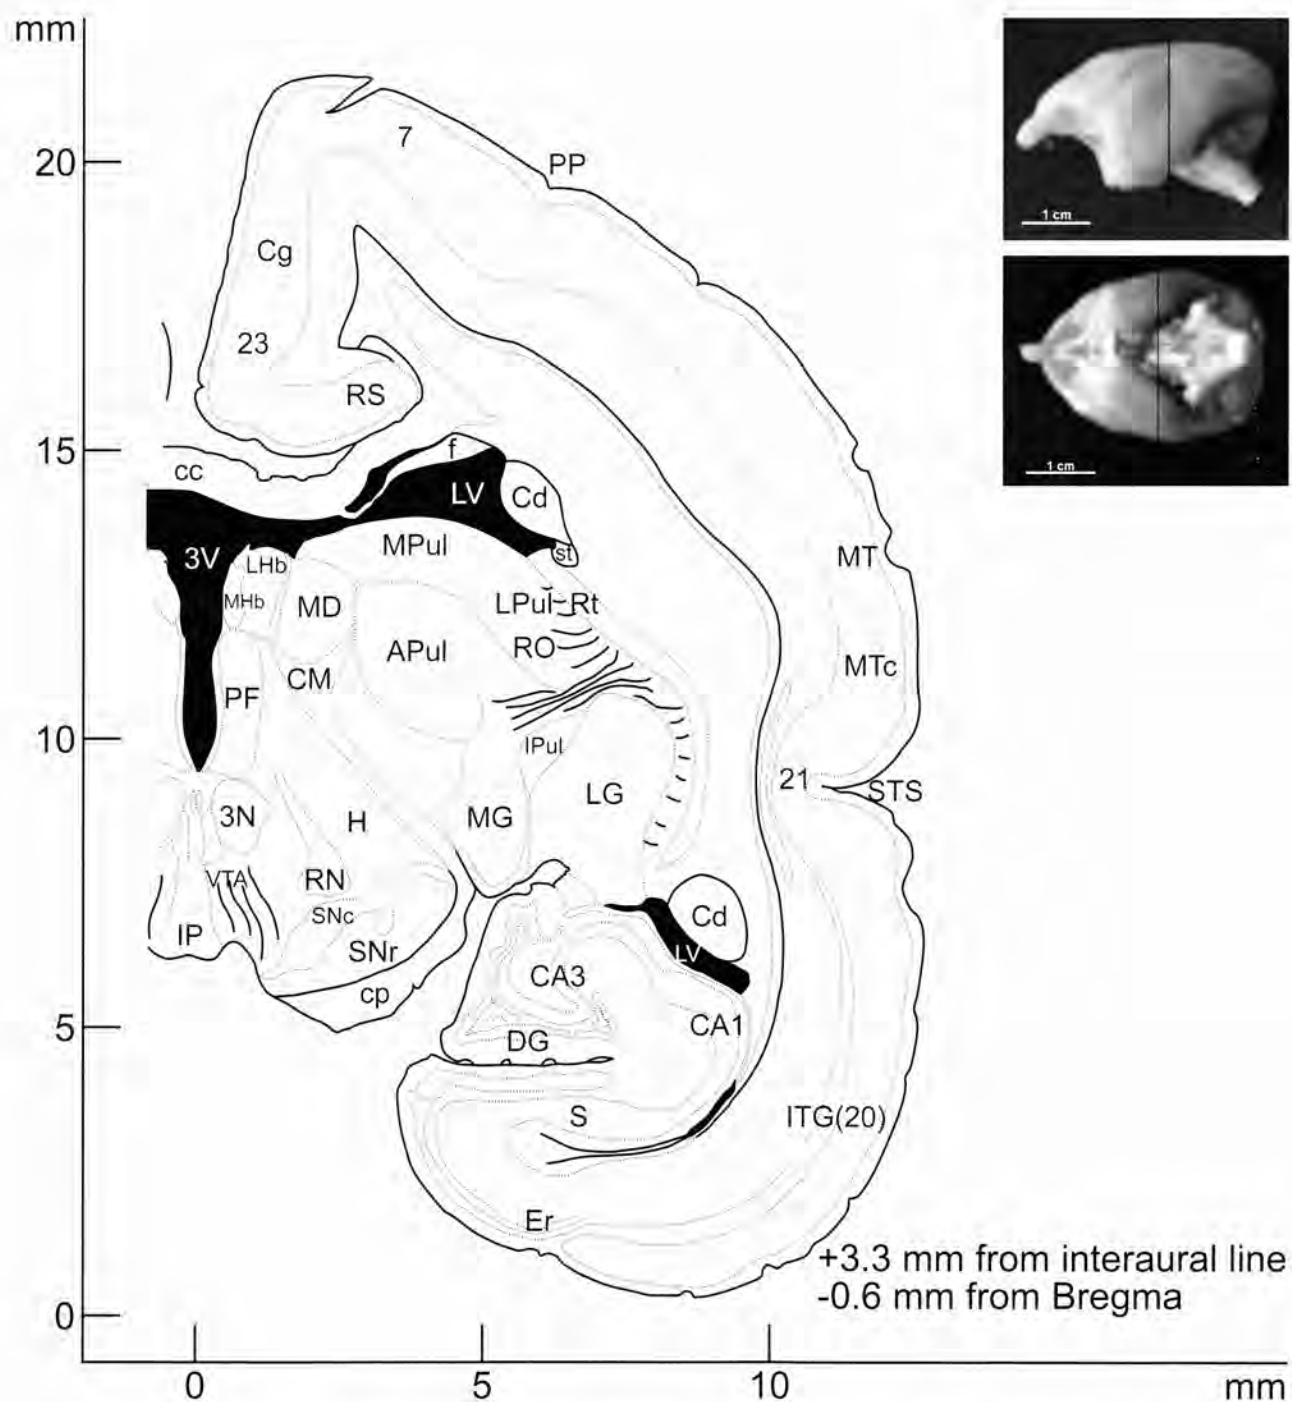 mm
1 cm
7
20
PP
Cg
23
RS
1 cm
15
f
cc
LV
Cd
MPul
MT
3V
LHb
st
MHb
MD
LPul
Rt
RO
APul
MTc
CM
PF
10
IPul
21
STS
LG
3N
H
MG
VTA
RN
SNc
Cd
IP
SNr
LV
CA3
cp
5
CA1
DG
S
ITG(20)
Er
+3.3 mm from interaural line
-0.6 mm from Bregma
0
0 5 10 mm